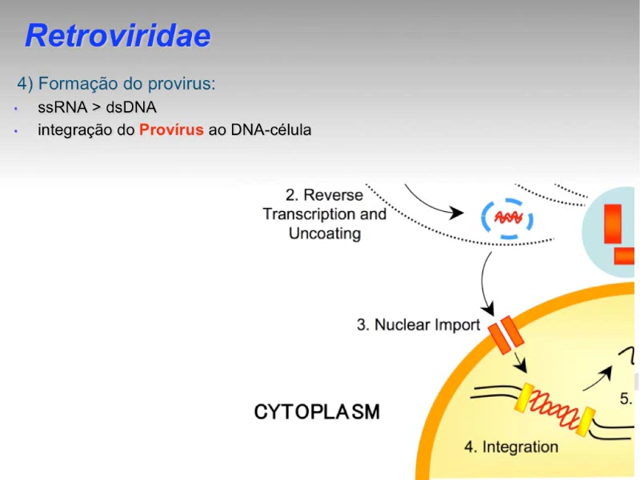 Retroviridae
4) Formação do provirus:
• ssRNA > dsDNA
• integração do Provírus ao DNA-célula
2. Reverse
Transcription and
Uncoating
3. Nuclear Import
5.
CYTOPLASM
4. Integration